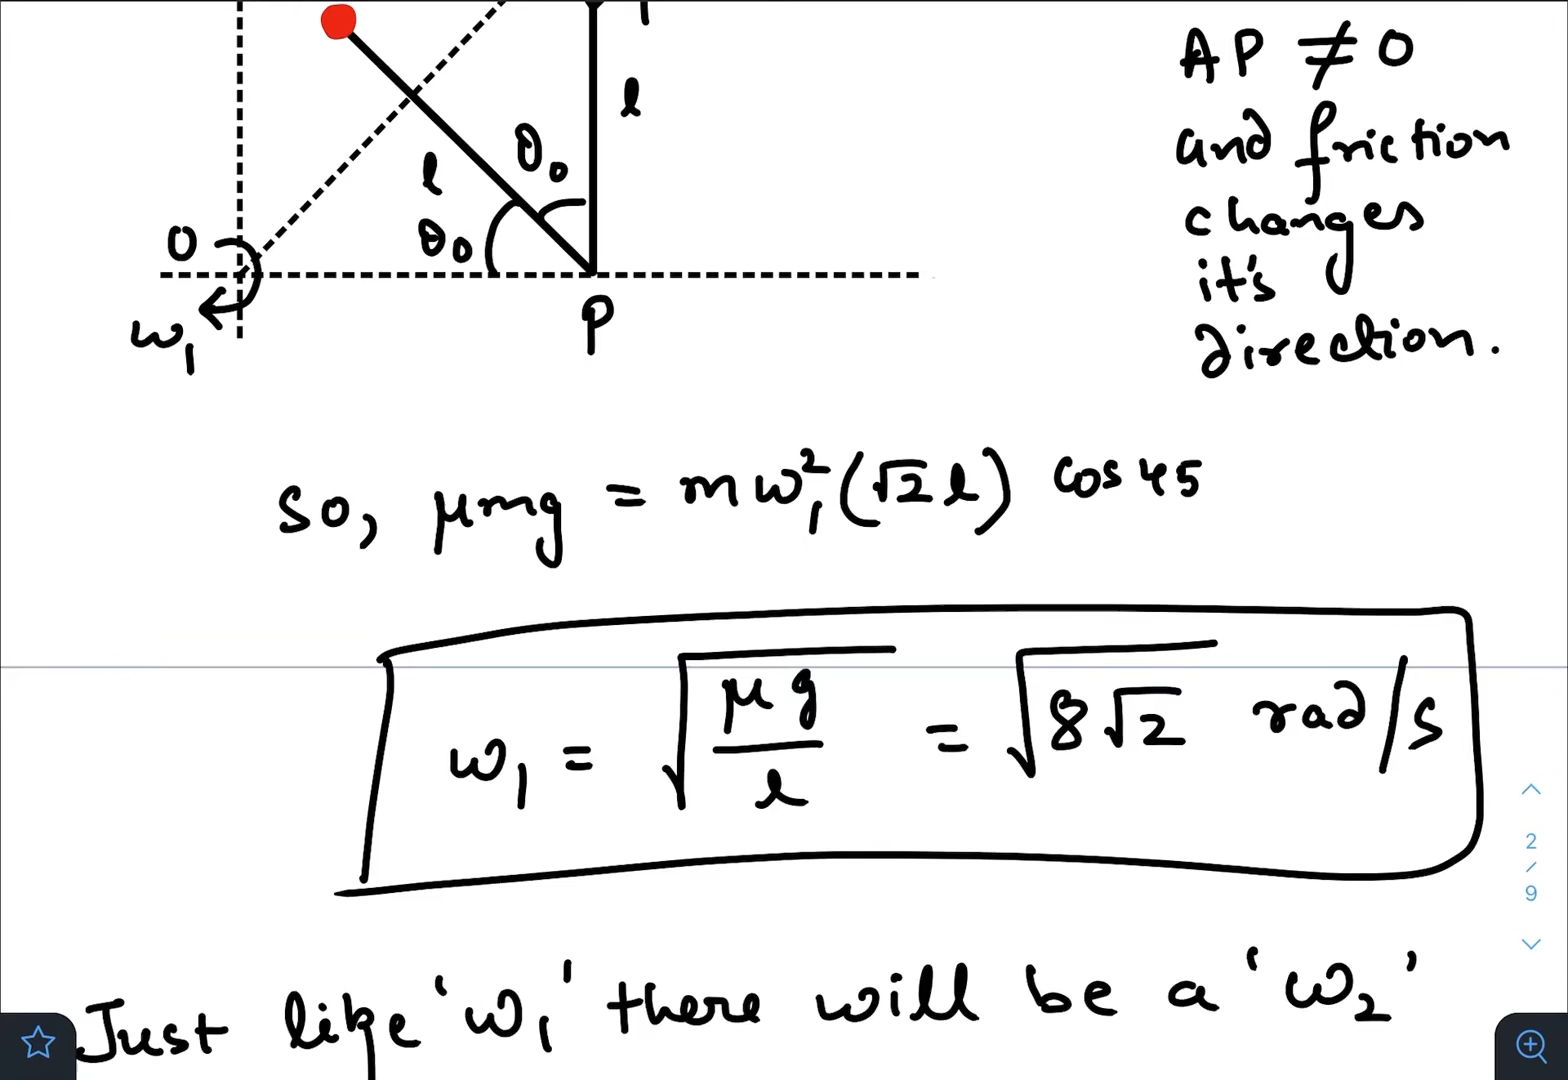 AP ≠ 0
and friction
changes
it's
direction.
l
θ₀
l
θ₀
O
ω₁
P
so, μmg = mω₁²(√2 l) cos 45
ω₁ = √(μg/l) = √(8√2) rad/s
2
/
9
Just like 'ω₁' there will be a 'ω₂'